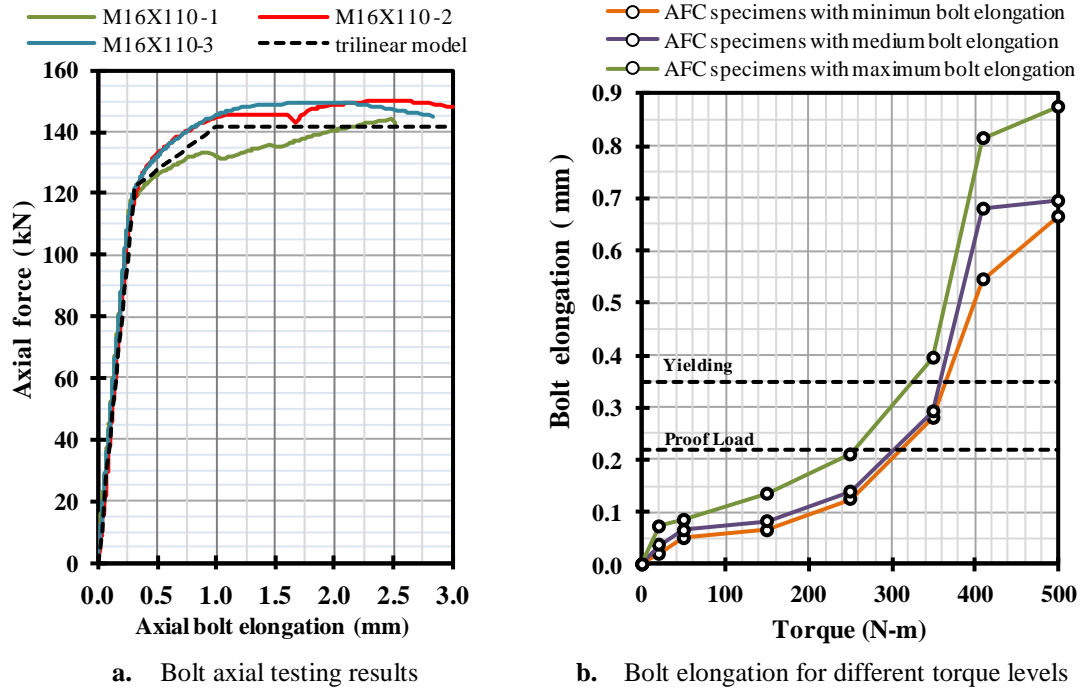 M16X110-1
M16X110-2
M16X110-3
trilinear model
160
140
120
100
80
60
40
20
0
Axial force (kN)
0.0 0.5 1.0 1.5 2.0 2.5 3.0
Axial bolt elongation (mm)
a. Bolt axial testing results
AFC specimens with minimun bolt elongation
AFC specimens with medium bolt elongation
AFC specimens with maximum bolt elongation
0.9
0.8
0.7
0.6
0.5
0.4
0.3
0.2
0.1
0.0
Bolt elongation (mm)
Yielding
Proof Load
0 100 200 300 400 500
Torque (N-m)
b. Bolt elongation for different torque levels